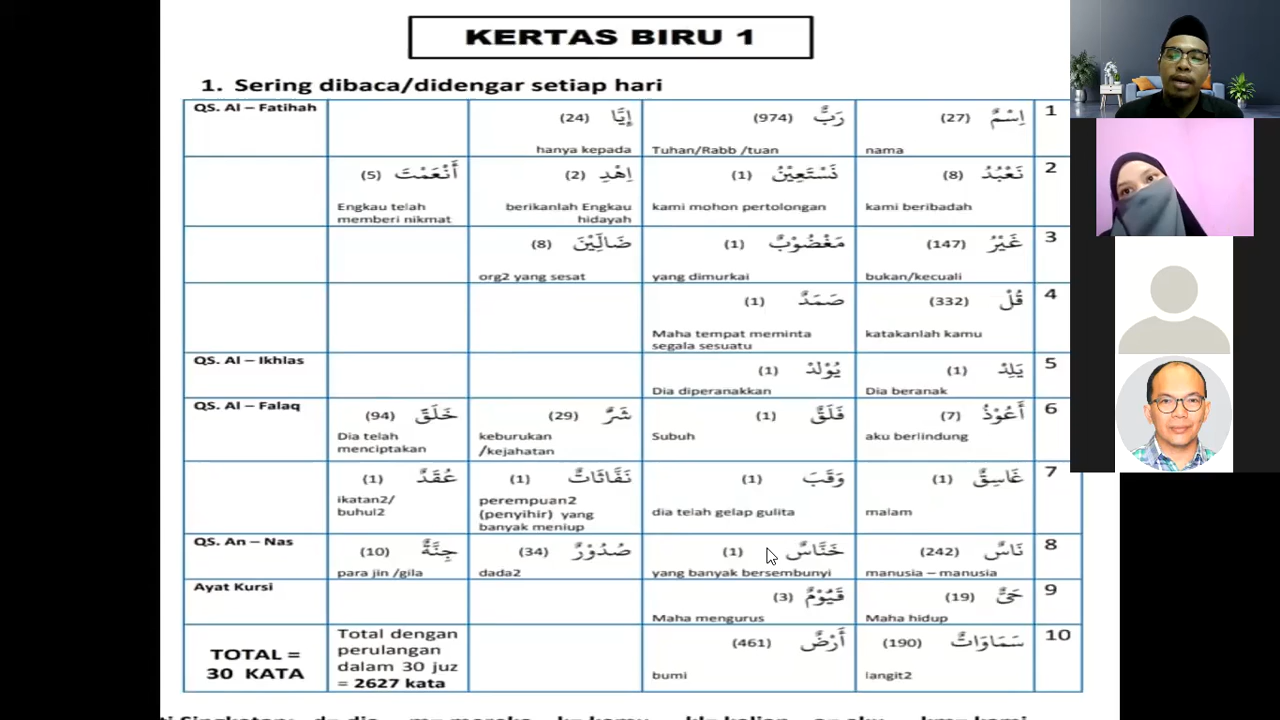 KERTAS BIRU 1
1. Sering dibaca/didengar setiap hari
QS. Al – Fatihah
إِيَّا (24)
hanya kepada
رَبٌّ (974)
Tuhan/Rabb /tuan
اِسْمٌ (27)
nama
1
أَنْعَمْتَ (5)
Engkau telah
memberi nikmat
اِهْدِ (2)
berikanlah Engkau
hidayah
نَسْتَعِيْنُ (1)
kami mohon pertolongan
نَعْبُدُ (8)
kami beribadah
2
ضَالِّيْنَ (8)
org2 yang sesat
مَغْضُوْبٌ (1)
yang dimurkai
غَيْرُ (147)
bukan/kecuali
3
صَمَدٌ (1)
Maha tempat meminta
segala sesuatu
قُلْ (332)
katakanlah kamu
4
QS. Al – Ikhlas
يُوْلَدْ (1)
Dia diperanakkan
يَلِدْ (1)
Dia beranak
5
QS. Al – Falaq
خَلَقَ (94)
Dia telah
menciptakan
شَرٌّ (29)
keburukan
/kejahatan
فَلَقٌ (1)
Subuh
أَعُوْذُ (7)
aku berlindung
6
عُقَدٌ (1)
ikatan2/
buhul2
نَفَّاثَاتٌ (1)
perempuan2
(penyihir) yang
banyak meniup
وَقَبَ (1)
dia telah gelap gulita
غَاسِقٌ (1)
malam
7
QS. An – Nas
جِنَّةٌ (10)
para jin /gila
صُدُوْرٌ (34)
dada2
خَنَّاسٌ (1)
yang banyak bersembunyi
نَاسٌ (242)
manusia – manusia
8
Ayat Kursi
قَيُّوْمٌ (3)
Maha mengurus
حَيٌّ (19)
Maha hidup
9
TOTAL =
30 KATA
Total dengan
perulangan
dalam 30 juz
= 2627 kata
أَرْضٌ (461)
bumi
سَمَاوَاتٌ (190)
langit2
10